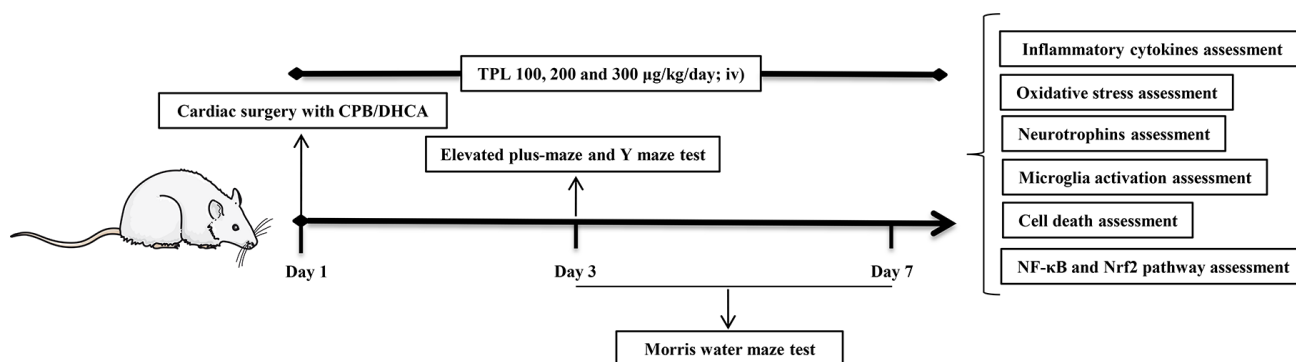 TPL 100, 200 and 300 µg/kg/day; iv)
Cardiac surgery with CPB/DHCA
Elevated plus-maze and Y maze test
Day 1
Day 3
Day 7
Morris water maze test
Inflammatory cytokines assessment
Oxidative stress assessment
Neurotrophins assessment
Microglia activation assessment
Cell death assessment
NF-κB and Nrf2 pathway assessment